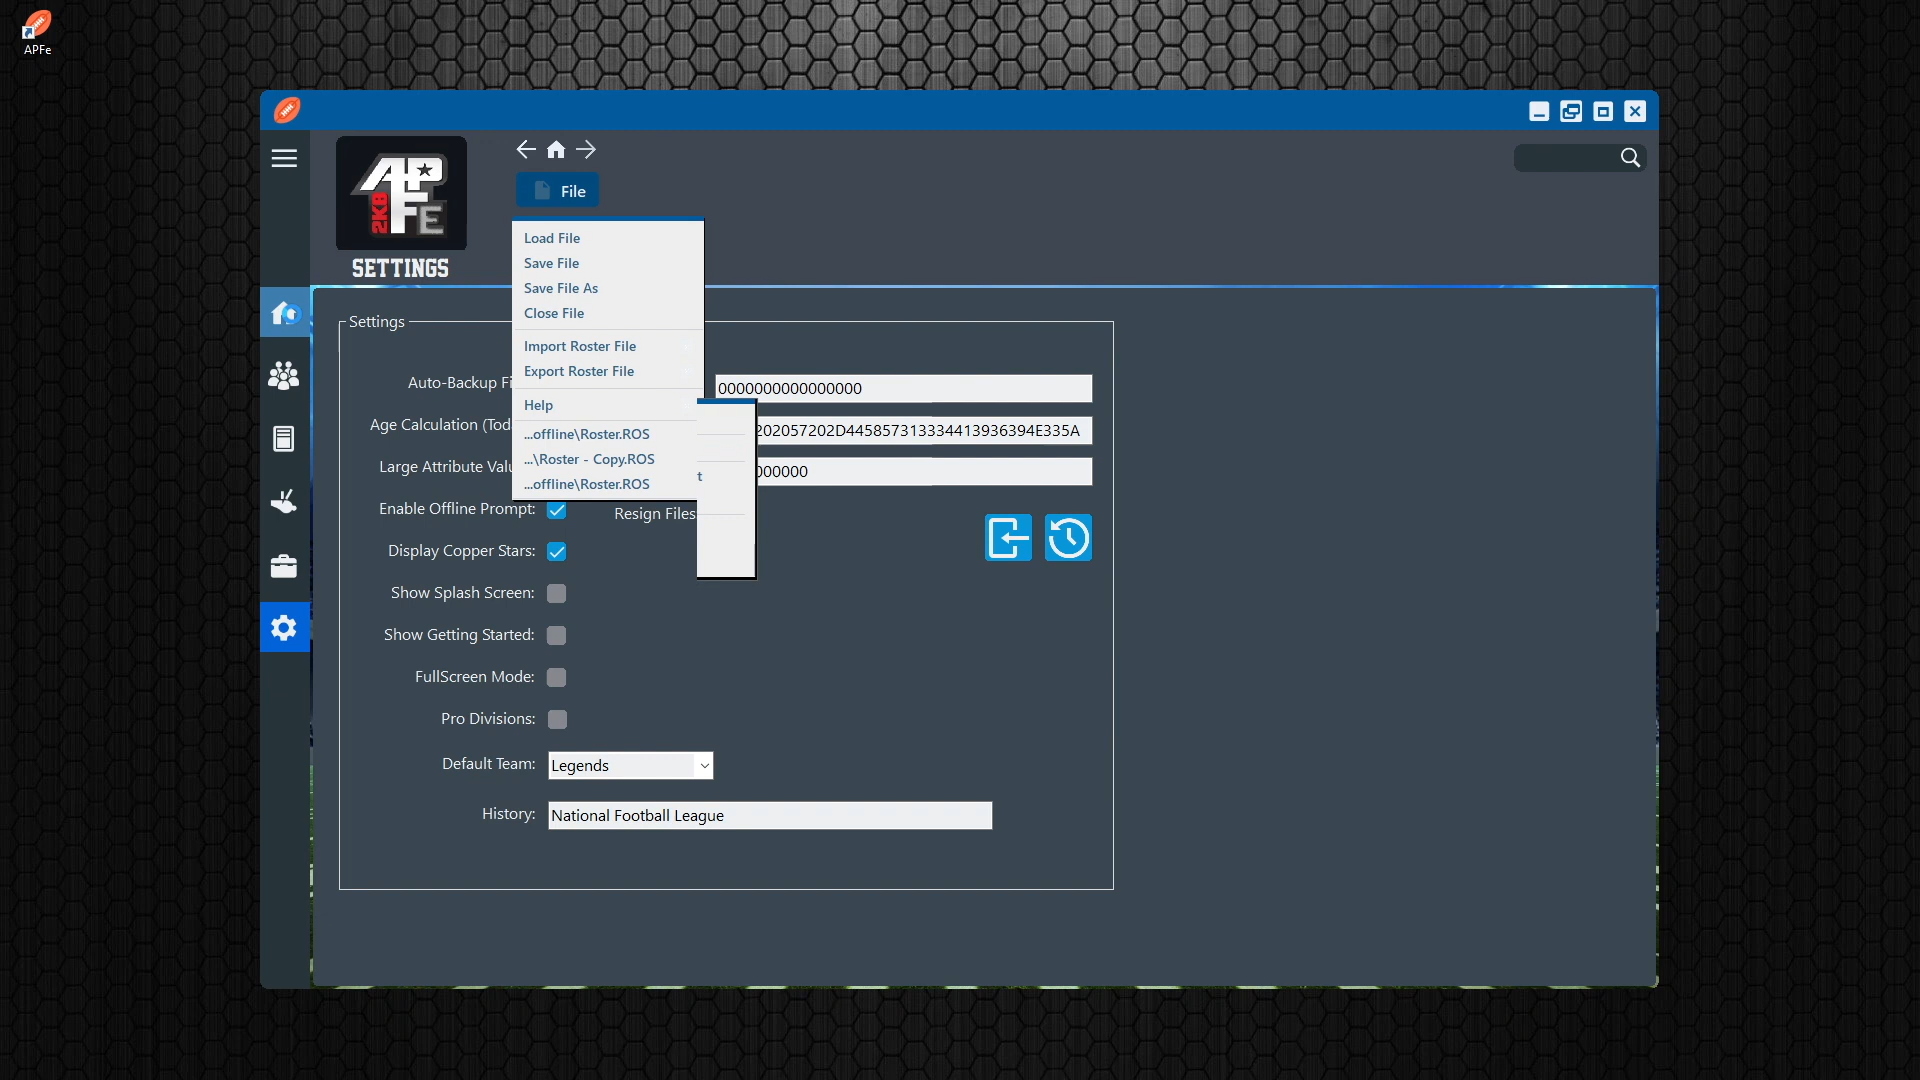 APFe
APFe
2K8
File
SETTINGS
Load File
Save File
Save File As
Close File
Import Roster File
Export Roster File
Help
...offline\Roster.ROS
...\Roster - Copy.ROS
...offline\Roster.ROS
t
Settings
Auto-Backup Fi
0000000000000000
Age Calculation (Tod
202057202D445857313334413936394E335A
Large Attribute Valu
000000
Enable Offline Prompt:
Resign Files
Display Copper Stars:
Show Splash Screen:
Show Getting Started:
FullScreen Mode:
Pro Divisions:
Default Team: Legends
History: National Football League